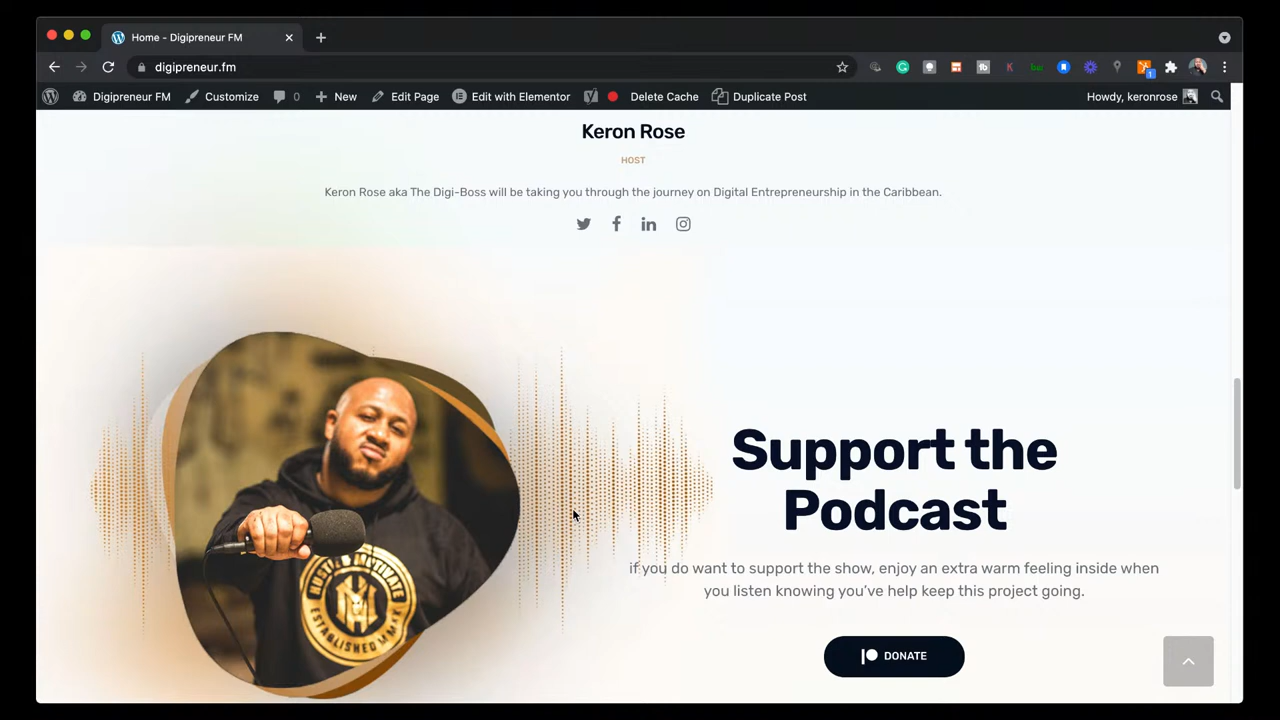 Home - Digipreneur FM
digipreneur.fm
Digipreneur FM Customize 0 New Edit Page Edit with Elementor Delete Cache Duplicate Post Howdy, keronrose
Keron Rose
HOST
Keron Rose aka The Digi-Boss will be taking you through the journey on Digital Entrepreneurship in the Caribbean.
Support the
Podcast
if you do want to support the show, enjoy an extra warm feeling inside when
you listen knowing you've help keep this project going.
DONATE
HUSTLE & MOTIVATE
HM